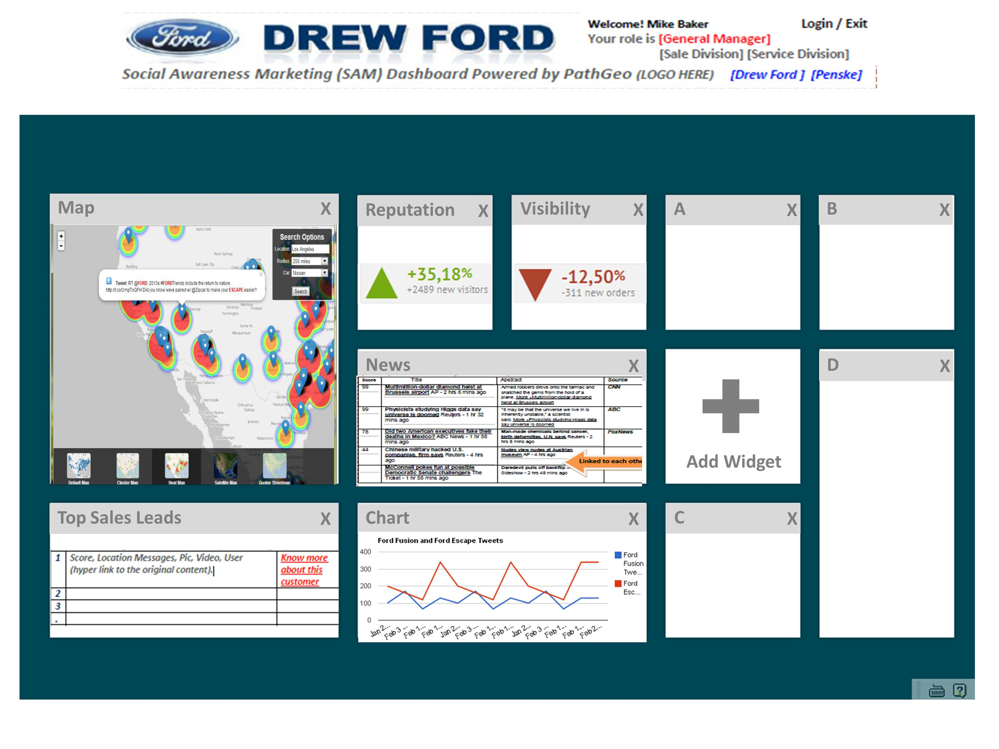 Ford
DREW FORD
Welcome! Mike Baker
Login / Exit
Your role is [General Manager]
[Sale Division] [Service Division]
Social Awareness Marketing (SAM) Dashboard Powered by PathGeo (LOGO HERE) [Drew Ford ] [Penske]
Map X
+
-
Idaho Falls
Rock Springs
Salt Lake City
Craig
Redding
Search Options
Location: Los Angeles
Radius: 250 miles
Car: Nissan
Search
x
Tweet: RT @FORD: 2013s #FORDTrends include the return to nature:
http://t.co/UmpToQFH Did you know weve paired w/ @Zipcar to make your ESCAPE easier?
George
Durango
Alamosa
Trinidad
Farmington
Santa Fe
Albuquerque
Flagstaff
Fort Smith
Abilene
San Felipe
Heroica Nogales
Heroica Caborca
Hermosillo
Del Rio
Chihuahua
Delicias
Piedras
San Carlos Nuevo
Guaymas
Huatabampo
Jiménez
Reynosa
Topolobampo
Matamoros
Culiacan
Default Map
Cluster Map
Heat Map
Satellite Map
Goolge Streetmap
Reputation X
+35,18%
+2489 new visitors
Visibility X
-12,50%
-311 new orders
A X
B X
News X
Score Title Abstract Source
99
Multimillion-dollar diamond heist at
Brussels airport AP - 2 hrs 6 mins ago
Armed robbers drove onto the tarmac and
snatched the gems from the hold of a
plane. More »Multimillion-dollar diamond
heist at Brussels airport
CNN
99
Physicists studying Higgs data say
universe is doomed Reuters - 1 hr 32
mins ago
"It may be that the universe we live in is
inherently unstable," a scientist
said. More »Physicists studying Higgs data
say universe is doomed
ABC
78
Did two American executives fake their
deaths in Mexico? ABC News - 1 hr 58
mins ago
Man-made chemicals behind cancer,
birth deformities, U.N. says Reuters - 2
hrs 8 mins ago
FoxNews
44
Chinese military hacked U.S.
companies, firm says Reuters - 4 hrs
ago
Nudes view nudes at Austrian
museum AP - 4 hrs ago
Linked to each othe
McConnell pokes fun at possible
Democratic Senate challengers The
Ticket - 1 hr 58 mins ago
Daredevil pulls off backflip –
Sideshow - 2 hrs 48 mins ago
Add Widget
D X
Top Sales Leads X
1 Score, Location Messages, Pic, Video, User
(hyper link to the original content).
Know more
about this
customer
2
3
.
Chart X
Ford Fusion and Ford Escape Tweets
400
300
200
100
0
Jan 2... Feb 3 ... Feb 1... Feb 1... Jan 2... Feb 3... Feb 1... Feb 1... Jan 2... Feb 3 ... Feb 1... Feb 1... Feb 2...
Ford
Fusion
Twe...
Ford
Esc...
C X
?